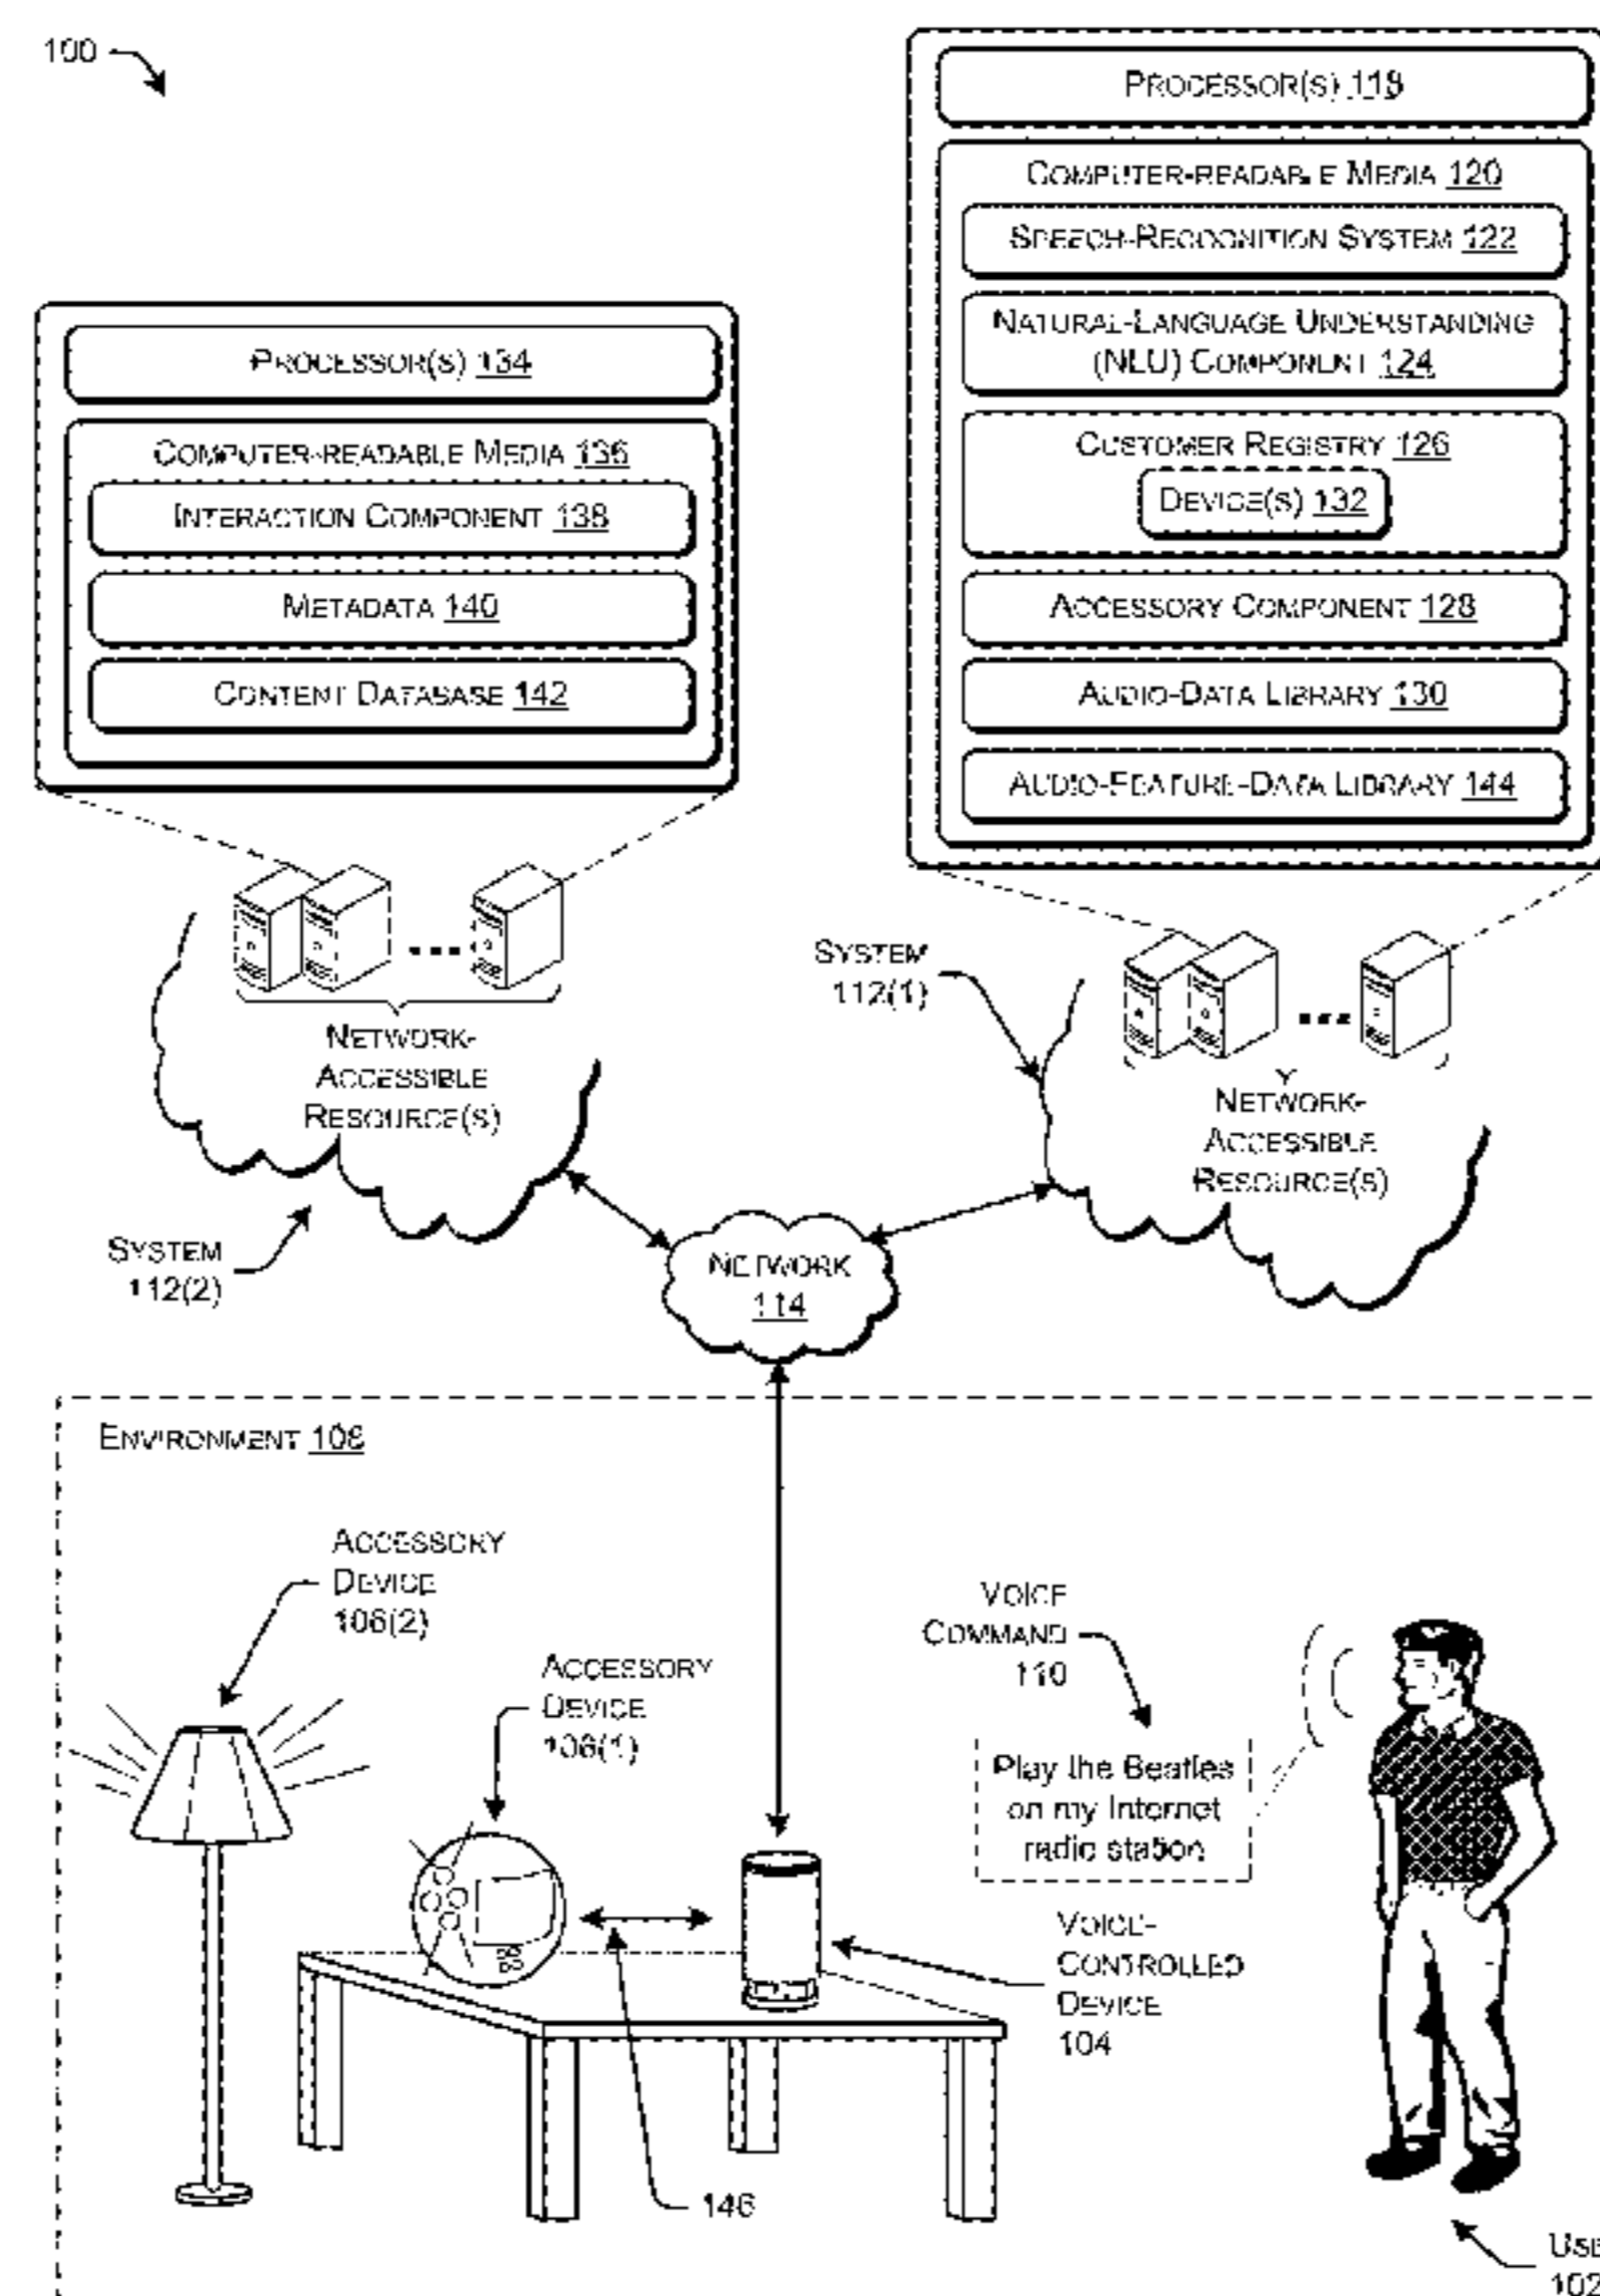 100
PROCESSOR(S) 118
COMPUTER-READABLE MEDIA 120
SPEECH-RECOGNITION SYSTEM 122
NATURAL-LANGUAGE UNDERSTANDING
(NLU) COMPONENT 124
CUSTOMER REGISTRY 126
DEVICE(S) 132
ACCESSORY COMPONENT 128
AUDIO-DATA LIBRARY 130
AUDIO-FEATURE-DATA LIBRARY 144
PROCESSOR(S) 134
COMPUTER-READABLE MEDIA 136
INTERACTION COMPONENT 138
METADATA 140
CONTENT DATABASE 142
NETWORK-
ACCESSIBLE
RESOURCE(S)
SYSTEM
112(1)
NETWORK-
ACCESSIBLE
RESOURCE(S)
SYSTEM
112(2)
NETWORK
114
ENVIRONMENT 108
ACCESSORY
DEVICE
106(2)
ACCESSORY
DEVICE
106(1)
VOICE
COMMAND
110
Play the Beatles
on my Internet
radio station
VOICE-
CONTROLLED
DEVICE
104
146
102